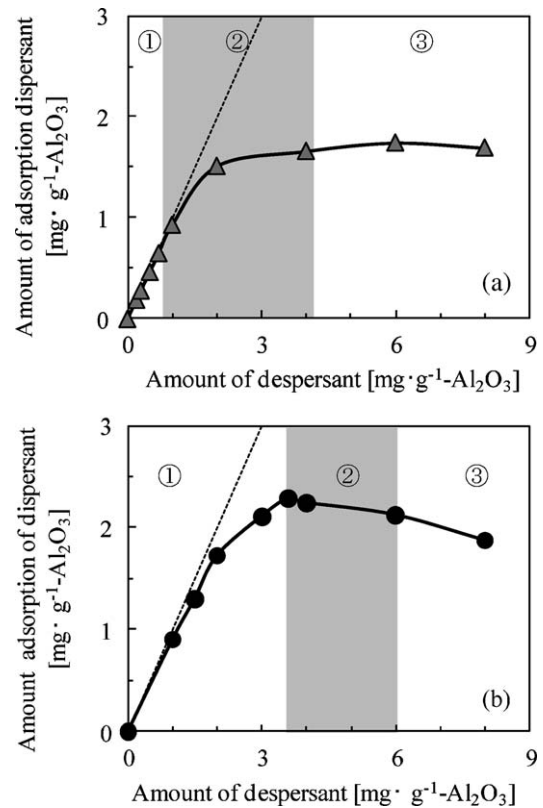 3
①
②
③
2
1
0
Amount of adsorption dispersant
[mg· g⁻¹-Al₂O₃]
(a)
0 3 6 9
Amount of despersant [mg·g⁻¹-Al₂O₃]
3
①
②
③
2
1
0
Amount adsorption of dispersant
[mg· g⁻¹-Al₂O₃]
(b)
0 3 6 9
Amount of despersant [mg·g⁻¹-Al₂O₃]